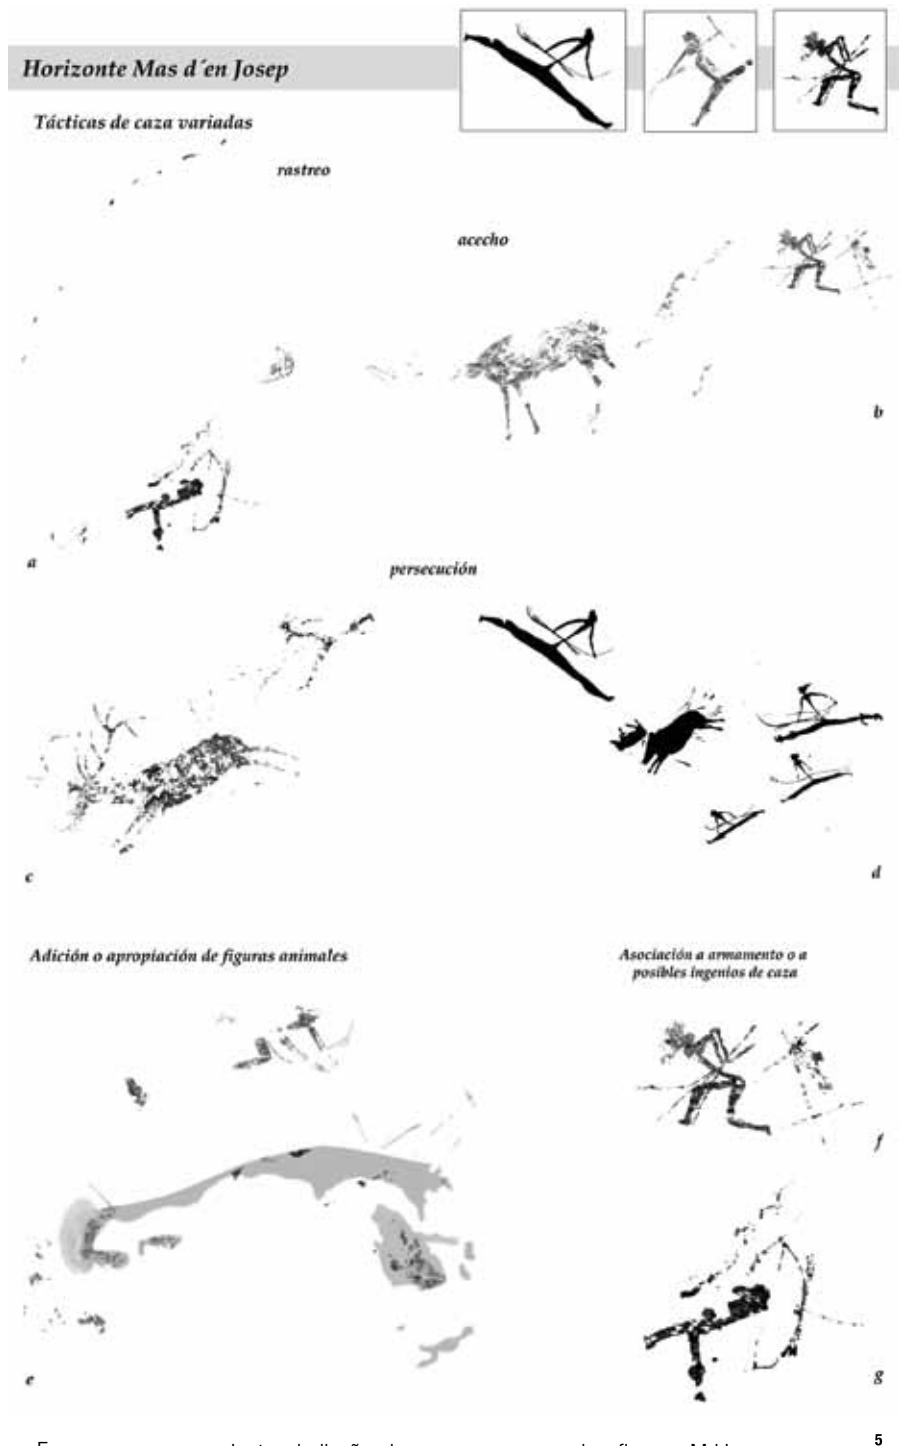 Horizonte Mas d´en Josep
Tácticas de caza variadas
rastreo
acecho
b
a
persecución
c
d
Adición o apropiación de figuras animales
Asociación a armamento o a
posibles ingenios de caza
f
e
g
5